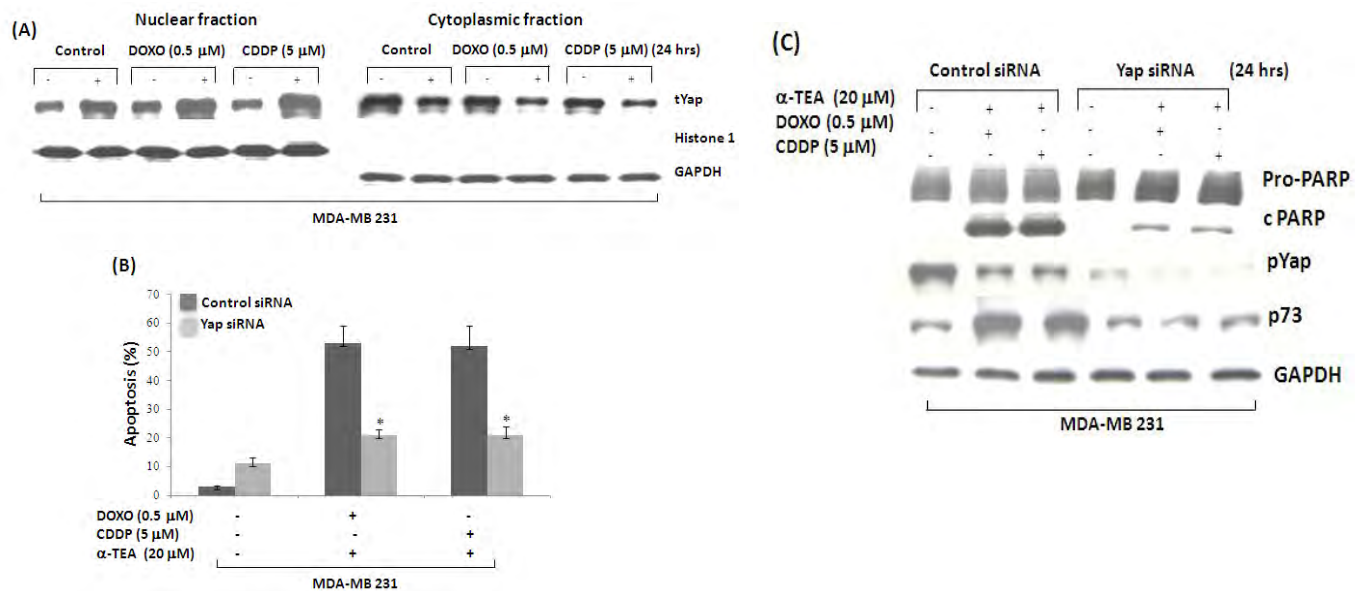 (A)
Nuclear fraction Cytoplasmic fraction
Control DOXO (0.5 µM) CDDP (5 µM) Control DOXO (0.5 µM) CDDP (5 µM) (24 hrs)
- + - + - + - + - + - +
tYap
Histone 1
GAPDH
MDA-MB 231
(B)
Control siRNA
Yap siRNA
Apoptosis (%)
70
60
50
40
30
20
10
0
* *
DOXO (0.5 µM) - + -
CDDP (5 µM) - - +
α-TEA (20 µM) - + +
MDA-MB 231
(C)
Control siRNA Yap siRNA (24 hrs)
α-TEA (20 µM) - + + - + +
DOXO (0.5 µM) - + - - + -
CDDP (5 µM) - - + - - +
Pro-PARP
c PARP
pYap
p73
GAPDH
MDA-MB 231